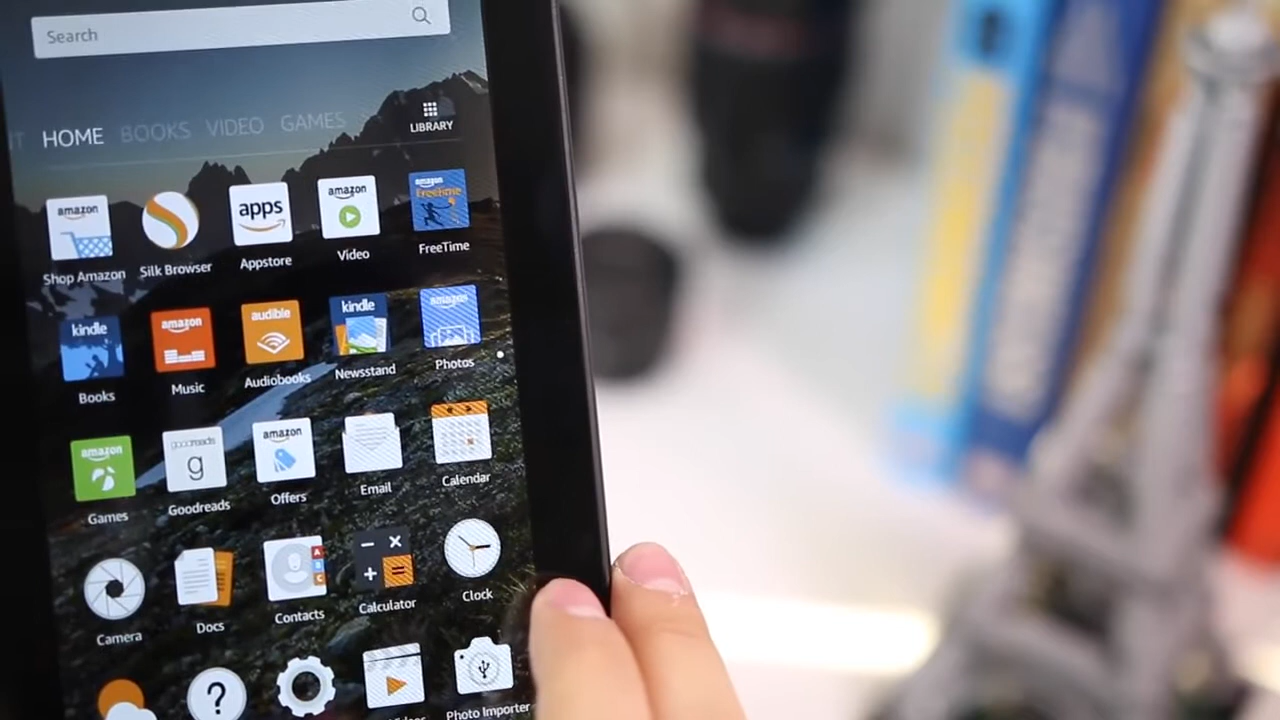 Search
HOME BOOKS VIDEO GAMES
LIBRARY
amazon
apps
amazon
amazon
FreeTime
Shop Amazon
Silk Browser
Appstore
Video
FreeTime
kindle
amazon
audible
kindle
amazon
Books
Music
Audiobooks
Newsstand
Photos
amazon
goodreads
g
amazon
Games
Goodreads
Offers
Email
Calendar
A
B
C
Camera
Docs
Contacts
Calculator
Clock
?
Photo Importer